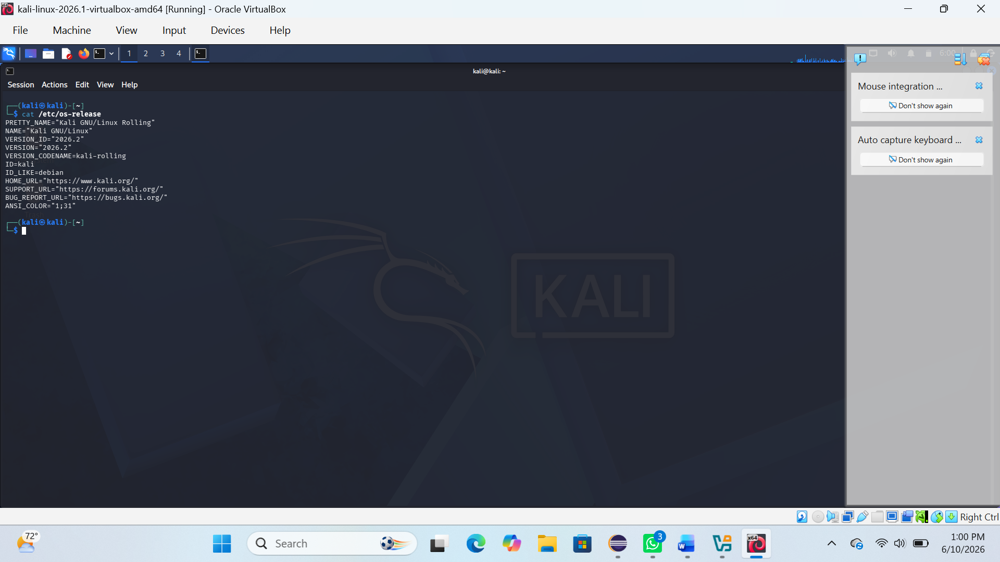 kali-linux-2026.1-virtualbox-amd64 [Running] - Oracle VirtualBox
File Machine View Input Devices Help
1 2 3 4
6:00
kali@kali: ~
Session Actions Edit View Help
┌──(kali㉿kali)-[~]
└─$ cat /etc/os-release
PRETTY_NAME="Kali GNU/Linux Rolling"
NAME="Kali GNU/Linux"
VERSION_ID="2026.2"
VERSION="2026.2"
VERSION_CODENAME=kali-rolling
ID=kali
ID_LIKE=debian
HOME_URL="https://www.kali.org/"
SUPPORT_URL="https://forums.kali.org/"
BUG_REPORT_URL="https://bugs.kali.org/"
ANSI_COLOR="1;31"
Trash
┌──(kali㉿kali)-[~]
└─$
KALI
Mouse integration ...
Don't show again
Auto capture keyboard ...
Don't show again
Right Ctrl
72°
Search
3
x64
1:00 PM
6/10/2026